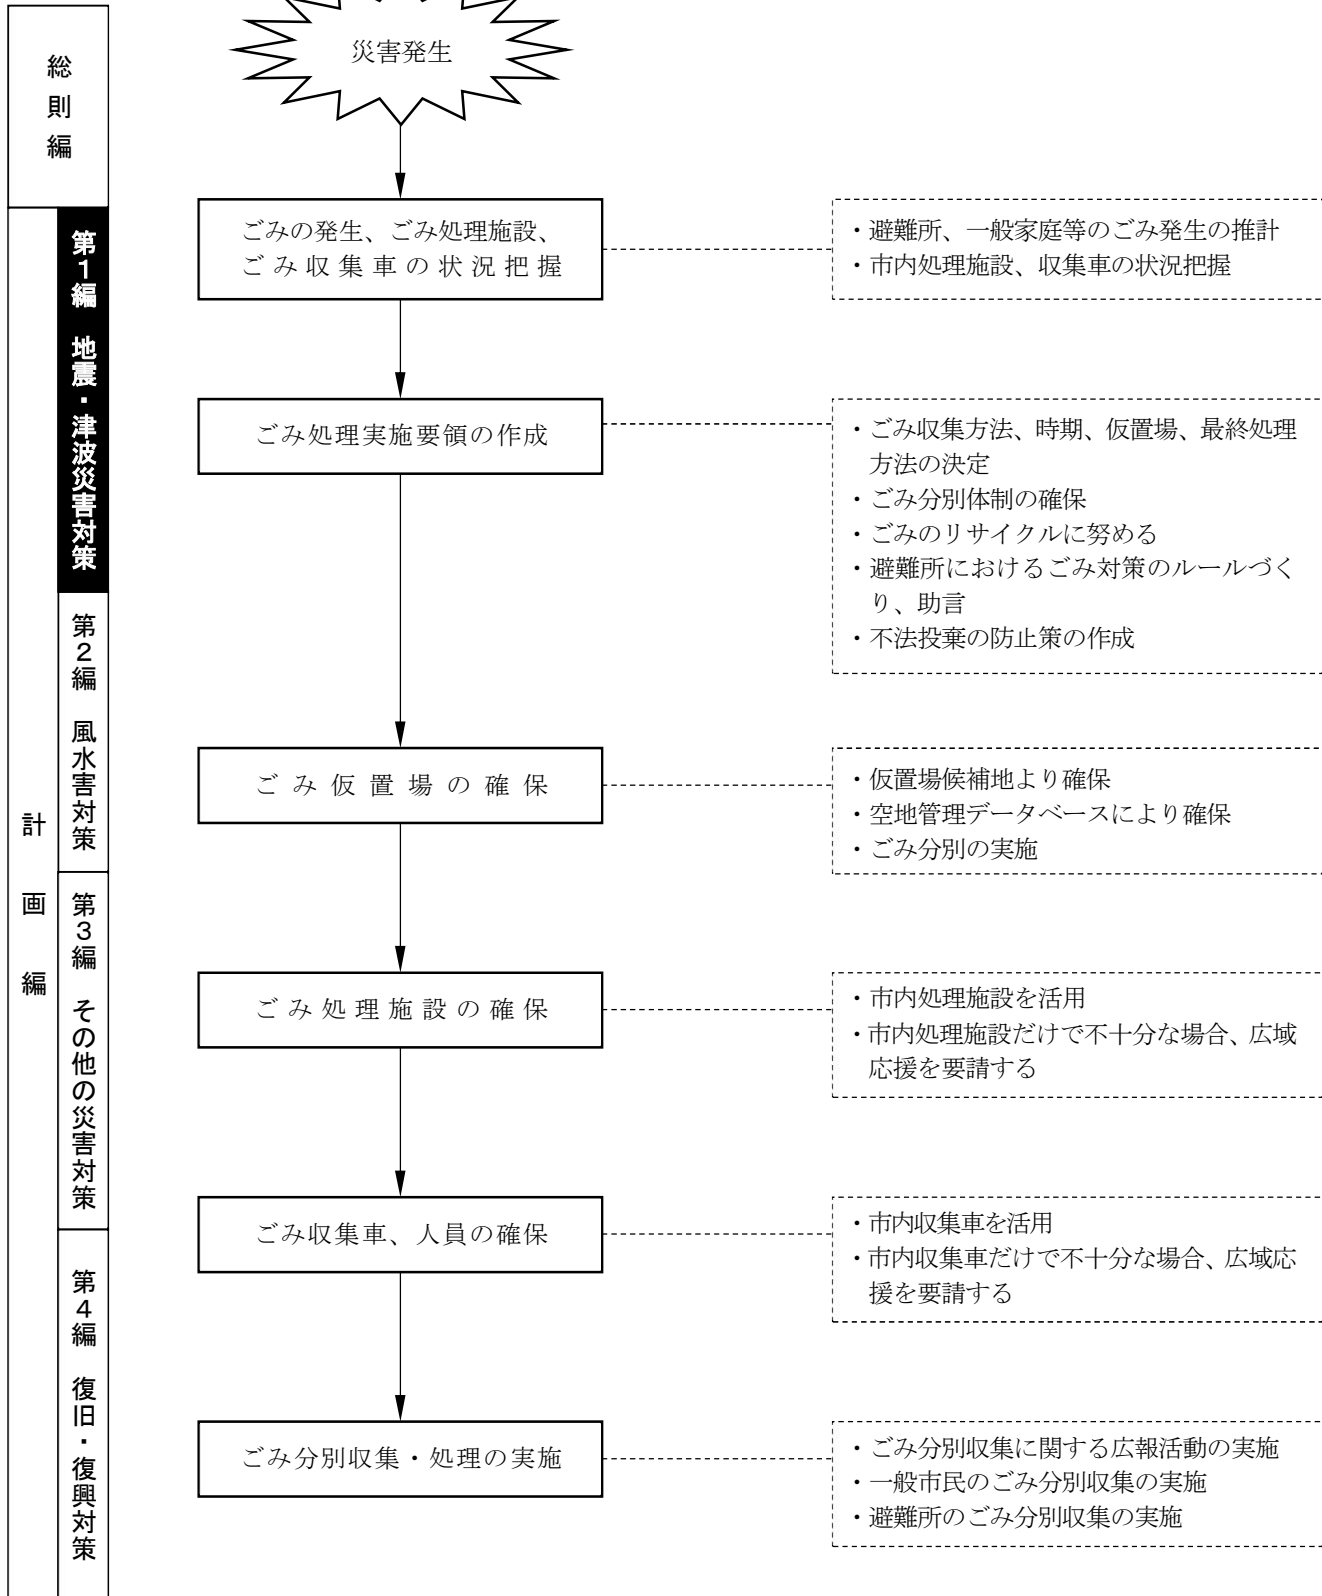 総則編
計画編
第1編 地震・津波災害対策
第2編 風水害対策
第3編 その他の災害対策
第4編 復旧・復興対策
災害発生
ごみの発生、ごみ処理施設、
ごみ収集車の状況把握
・避難所、一般家庭等のごみ発生の推計
・市内処理施設、収集車の状況把握
ごみ処理実施要領の作成
・ごみ収集方法、時期、仮置場、最終処理
方法の決定
・ごみ分別体制の確保
・ごみのリサイクルに努める
・避難所におけるごみ対策のルールづく
り、助言
・不法投棄の防止策の作成
ごみ仮置場の確保
・仮置場候補地より確保
・空地管理データベースにより確保
・ごみ分別の実施
ごみ処理施設の確保
・市内処理施設を活用
・市内処理施設だけで不十分な場合、広域
応援を要請する
ごみ収集車、人員の確保
・市内収集車を活用
・市内収集車だけで不十分な場合、広域応
援を要請する
ごみ分別収集・処理の実施
・ごみ分別収集に関する広報活動の実施
・一般市民のごみ分別収集の実施
・避難所のごみ分別収集の実施